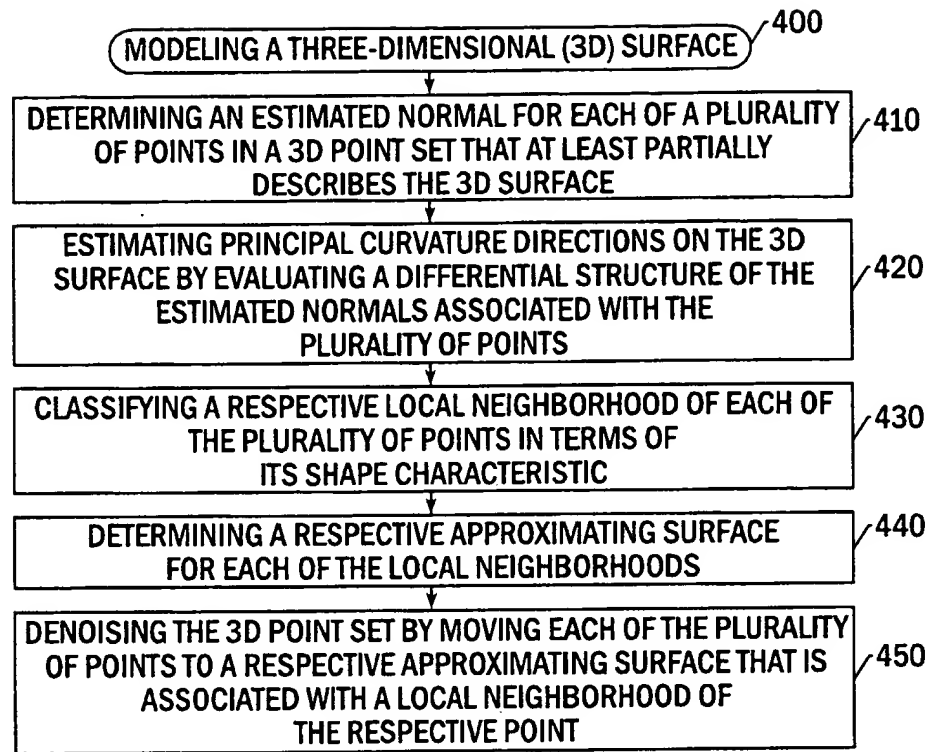 400
MODELING A THREE-DIMENSIONAL (3D) SURFACE
DETERMINING AN ESTIMATED NORMAL FOR EACH OF A PLURALITY
OF POINTS IN A 3D POINT SET THAT AT LEAST PARTIALLY
DESCRIBES THE 3D SURFACE
410
ESTIMATING PRINCIPAL CURVATURE DIRECTIONS ON THE 3D
SURFACE BY EVALUATING A DIFFERENTIAL STRUCTURE OF THE
ESTIMATED NORMALS ASSOCIATED WITH THE
PLURALITY OF POINTS
420
CLASSIFYING A RESPECTIVE LOCAL NEIGHBORHOOD OF EACH OF
THE PLURALITY OF POINTS IN TERMS OF
ITS SHAPE CHARACTERISTIC
430
DETERMINING A RESPECTIVE APPROXIMATING SURFACE
FOR EACH OF THE LOCAL NEIGHBORHOODS
440
DENOISING THE 3D POINT SET BY MOVING EACH OF THE PLURALITY
OF POINTS TO A RESPECTIVE APPROXIMATING SURFACE THAT IS
ASSOCIATED WITH A LOCAL NEIGHBORHOOD OF
THE RESPECTIVE POINT
450